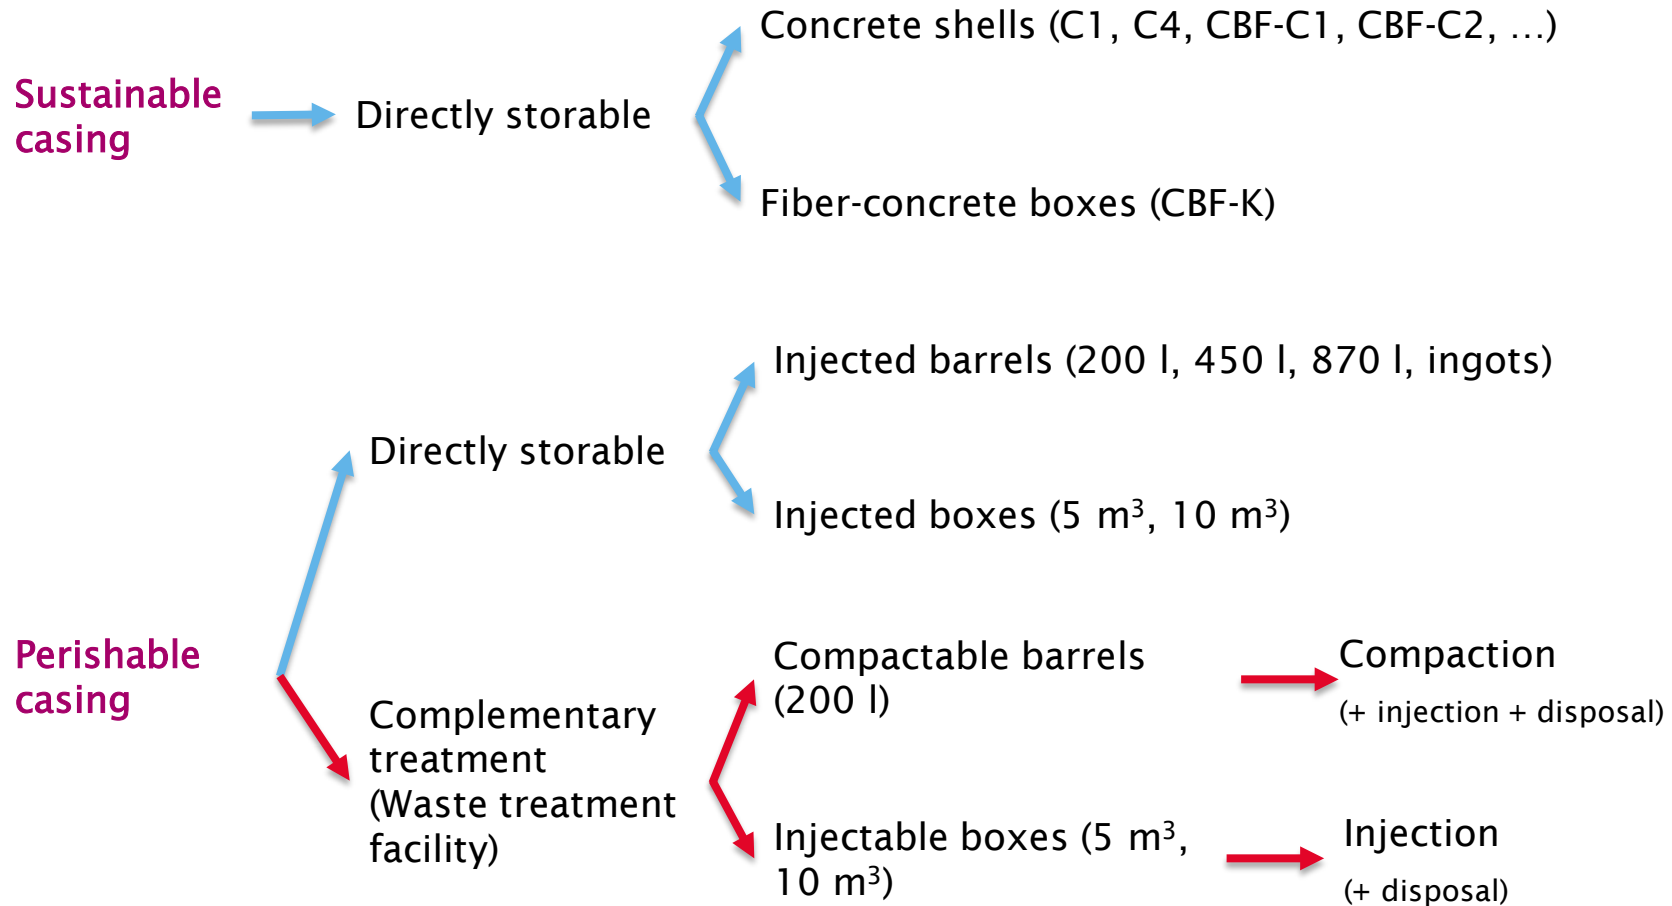 Concrete shells (C1, C4, CBF-C1, CBF-C2, …)
Sustainable
casing
Directly storable
Fiber-concrete boxes (CBF-K)
Injected barrels (200 l, 450 l, 870 l, ingots)
Directly storable
Injected boxes (5 m³, 10 m³)
Perishable
casing
Complementary
treatment
(Waste treatment
facility)
Compactable barrels
(200 l)
Compaction
(+ injection + disposal)
Injectable boxes (5 m³,
10 m³)
Injection
(+ disposal)